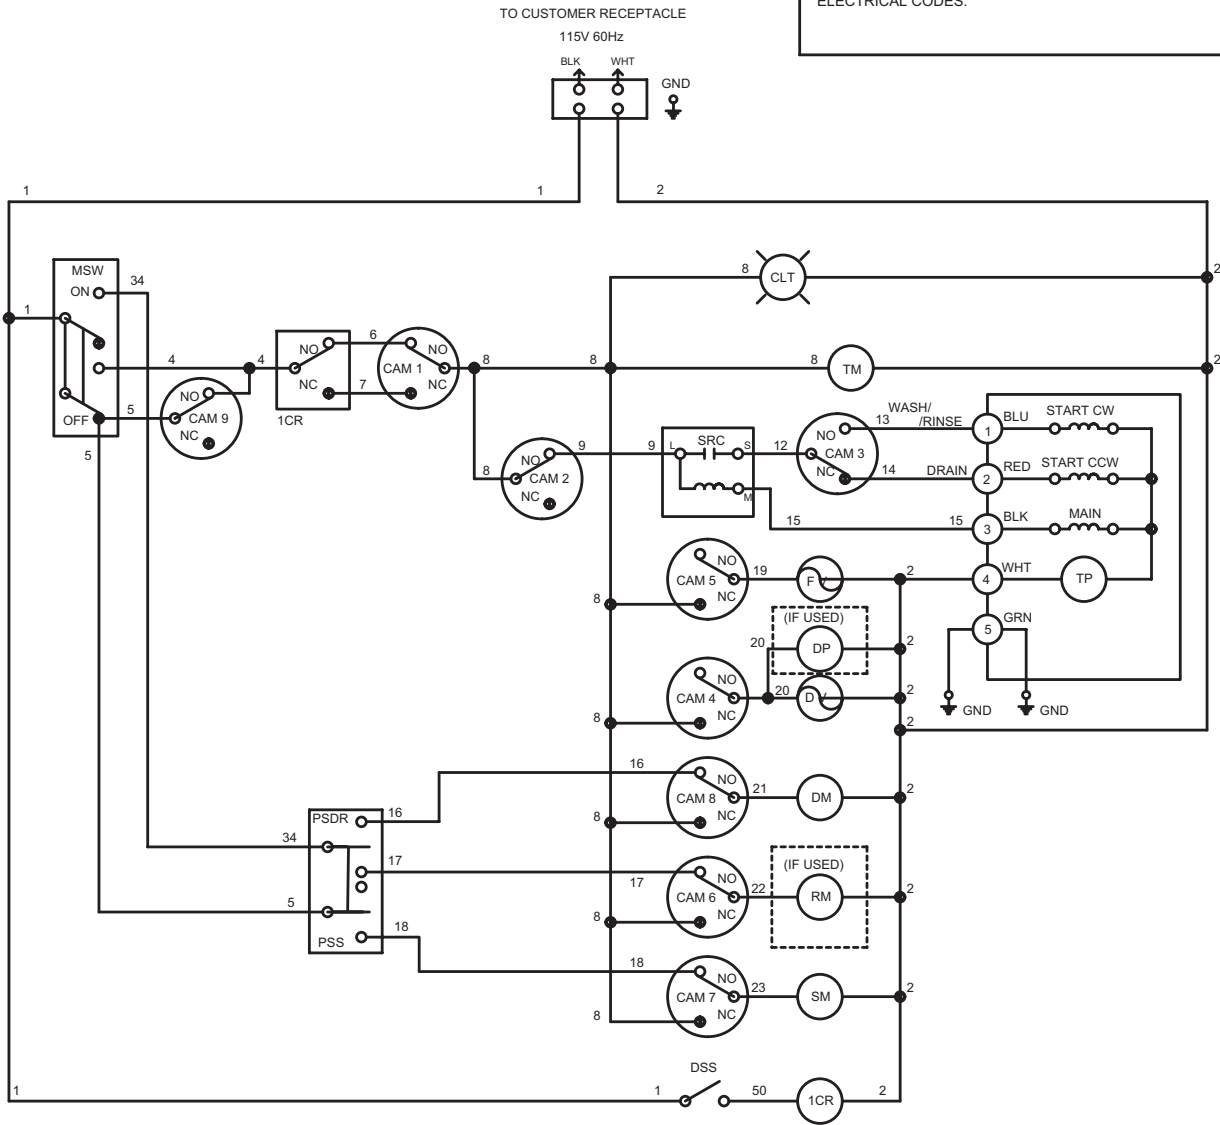 ELECTRICAL CODES.
TO CUSTOMER RECEPTACLE
115V 60Hz
BLK WHT
GND
1 1 2
MSW
ON 34
8 CLT 2
1
4 4 NO 6 NO 8 8 8 TM 2
CAM 1
NC 7 NC
1CR
NO
OFF 5 CAM 9
NC
5
WASH/
/RINSE
13 1 BLU START CW
NO
CAM 3
NC 14 DRAIN 2 RED START CCW
9 9 L SRC S 12
M
8 NO
CAM 2
NC
15 15 3 BLK MAIN
NO
CAM 5 19 F V 2 4 WHT TP
NC
8
5 GRN
GND GND
(IF USED)
20 DP 2
NO
CAM 4 20 D V 2
NC
8
2
16 NO
CAM 8 21 DM 2
NC
8
PSDR 16
34
17
(IF USED)
17 NO
CAM 6 22 RM 2
NC
8
5
18
PSS
18 NO
CAM 7 23 SM 2
NC
8
DSS
1 1 50 1CR 2